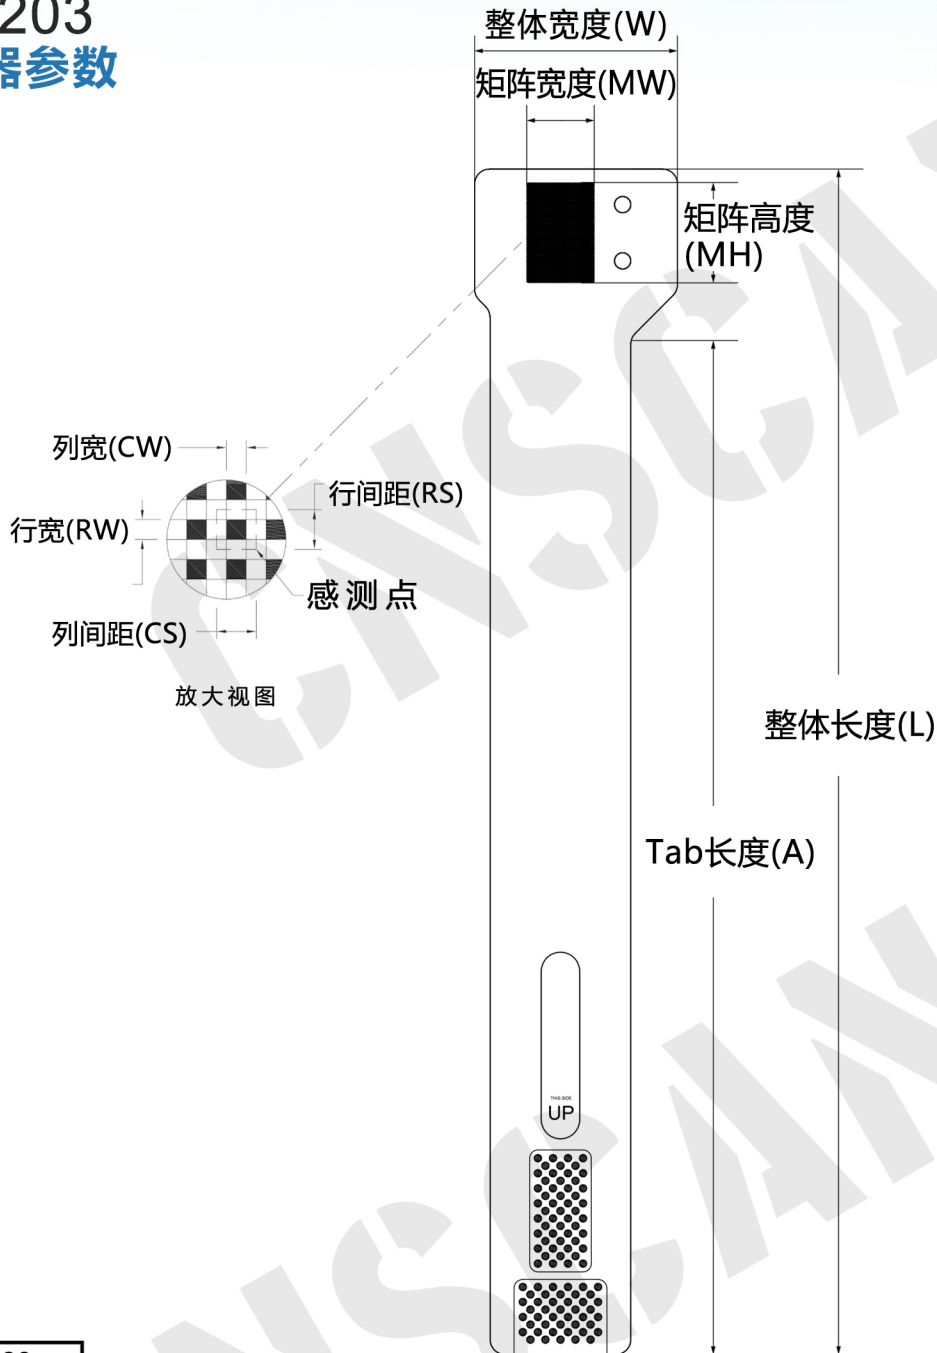 203
器参数
整体宽度(W)
矩阵宽度(MW)
矩阵高度
(MH)
列宽(CW)
行间距(RS)
行宽(RW)
感测点
列间距(CS)
放大视图
整体长度(L)
Tab长度(A)
THIS SIDE
UP
CNSCAN
CNSCAN